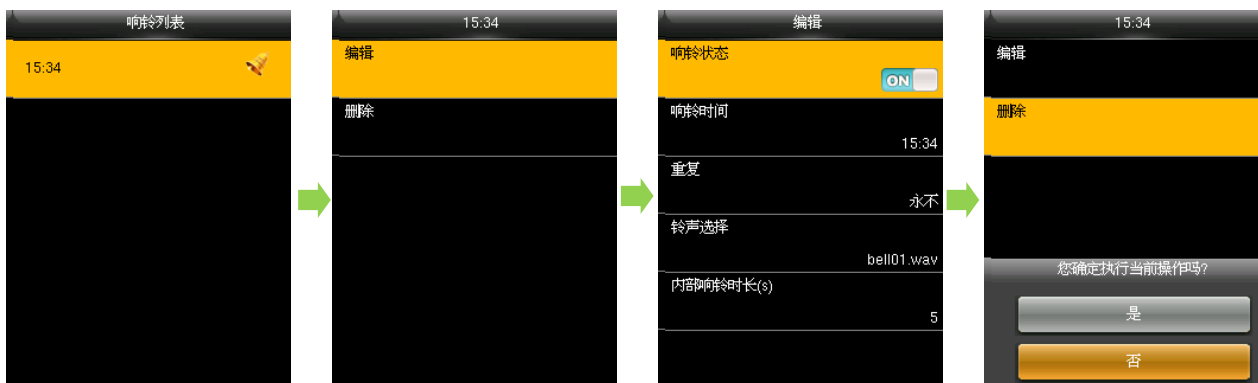 响铃列表
15:34
15:34
编辑
删除
编辑
响铃状态
ON
响铃时间
15:34
重复
永不
铃声选择
bell01.wav
内部响铃时长(s)
5
15:34
编辑
删除
您确定执行当前操作吗?
是
否